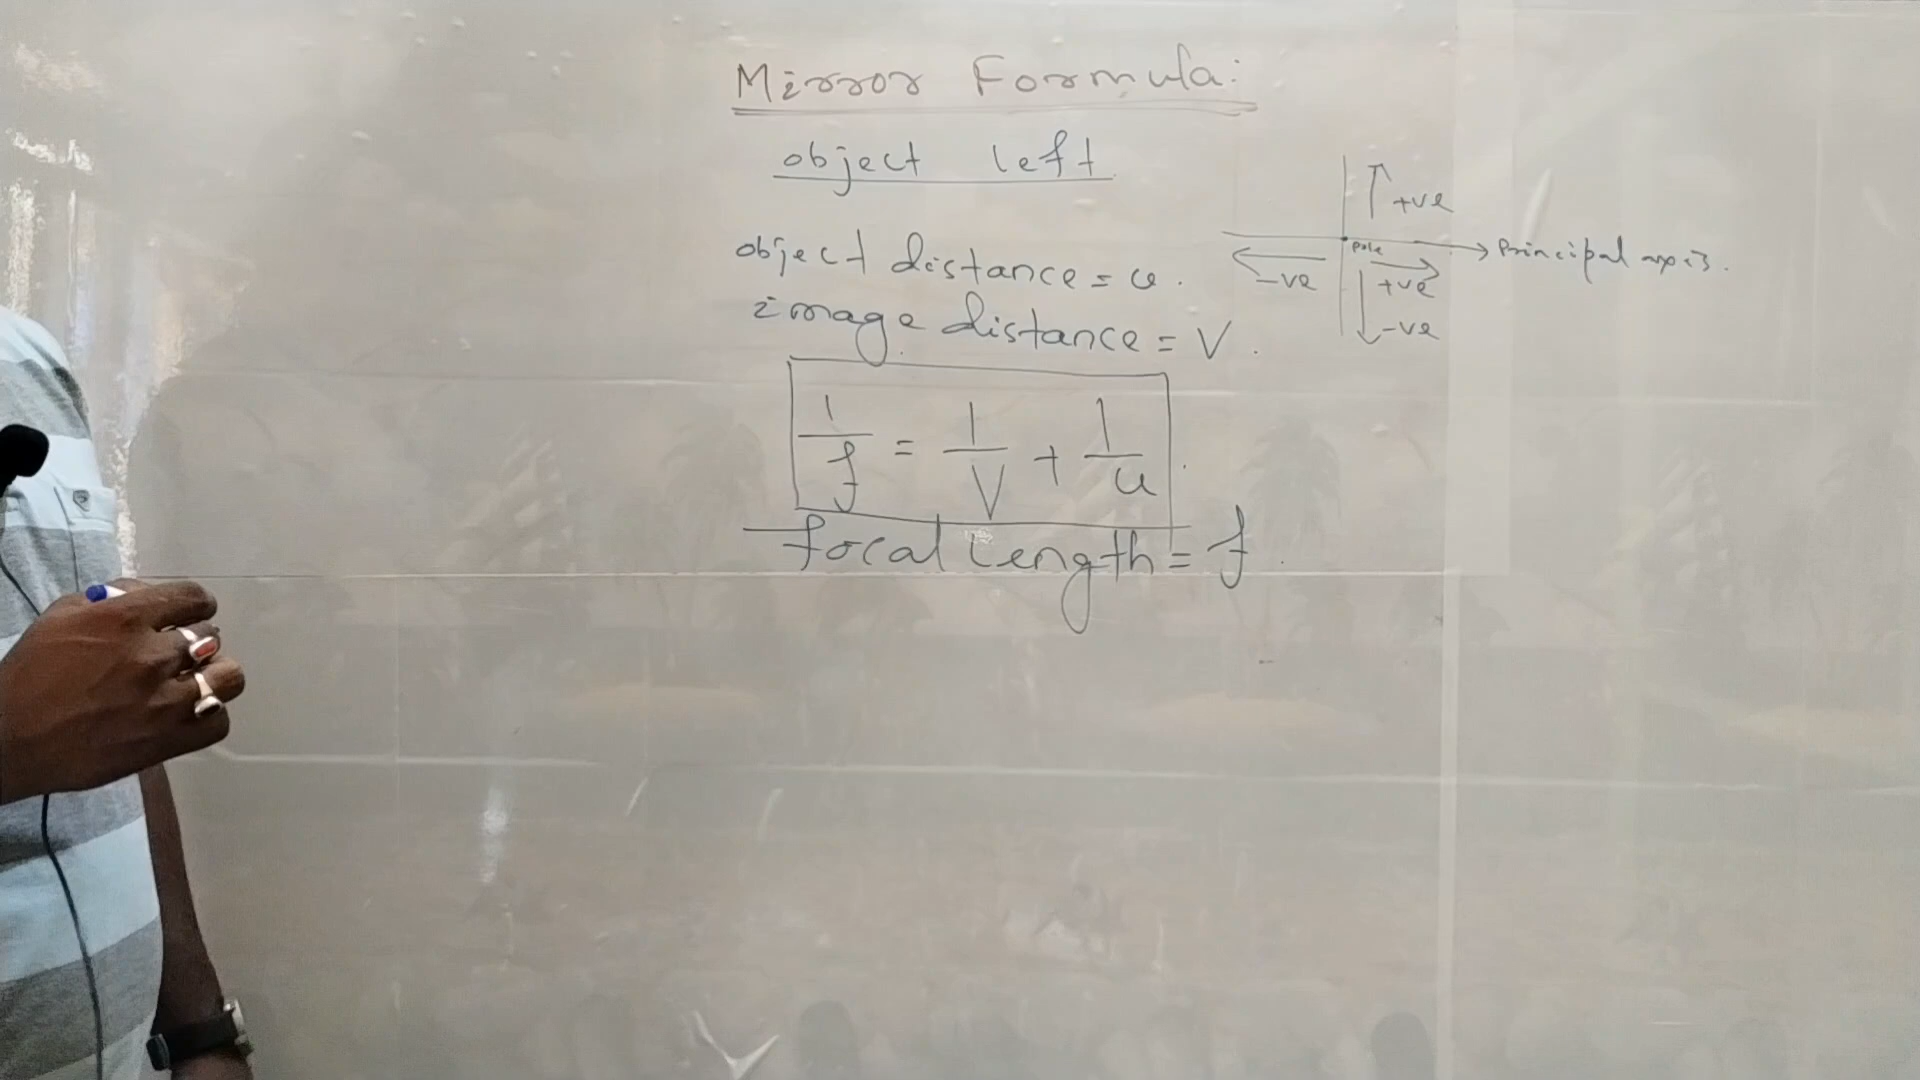 Mirror Formula:
object left
object distance = u.
image distance = V.
1/f = 1/V + 1/u.
focal length = f.
+ve
Pole
Principal axis.
-ve
+ve
-ve